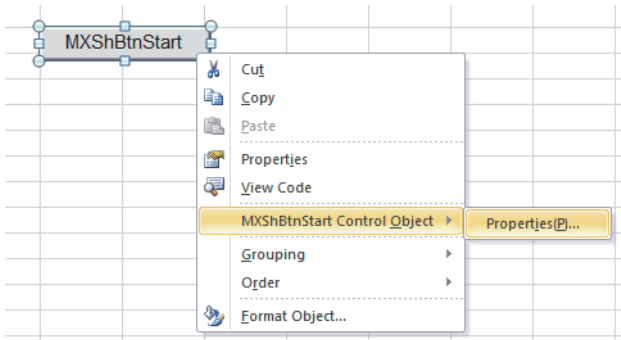 MXShBtnStart
Cut
Copy
Paste
Properties
View Code
MXShBtnStart Control Object
Properties(P)...
Grouping
Order
Format Object...